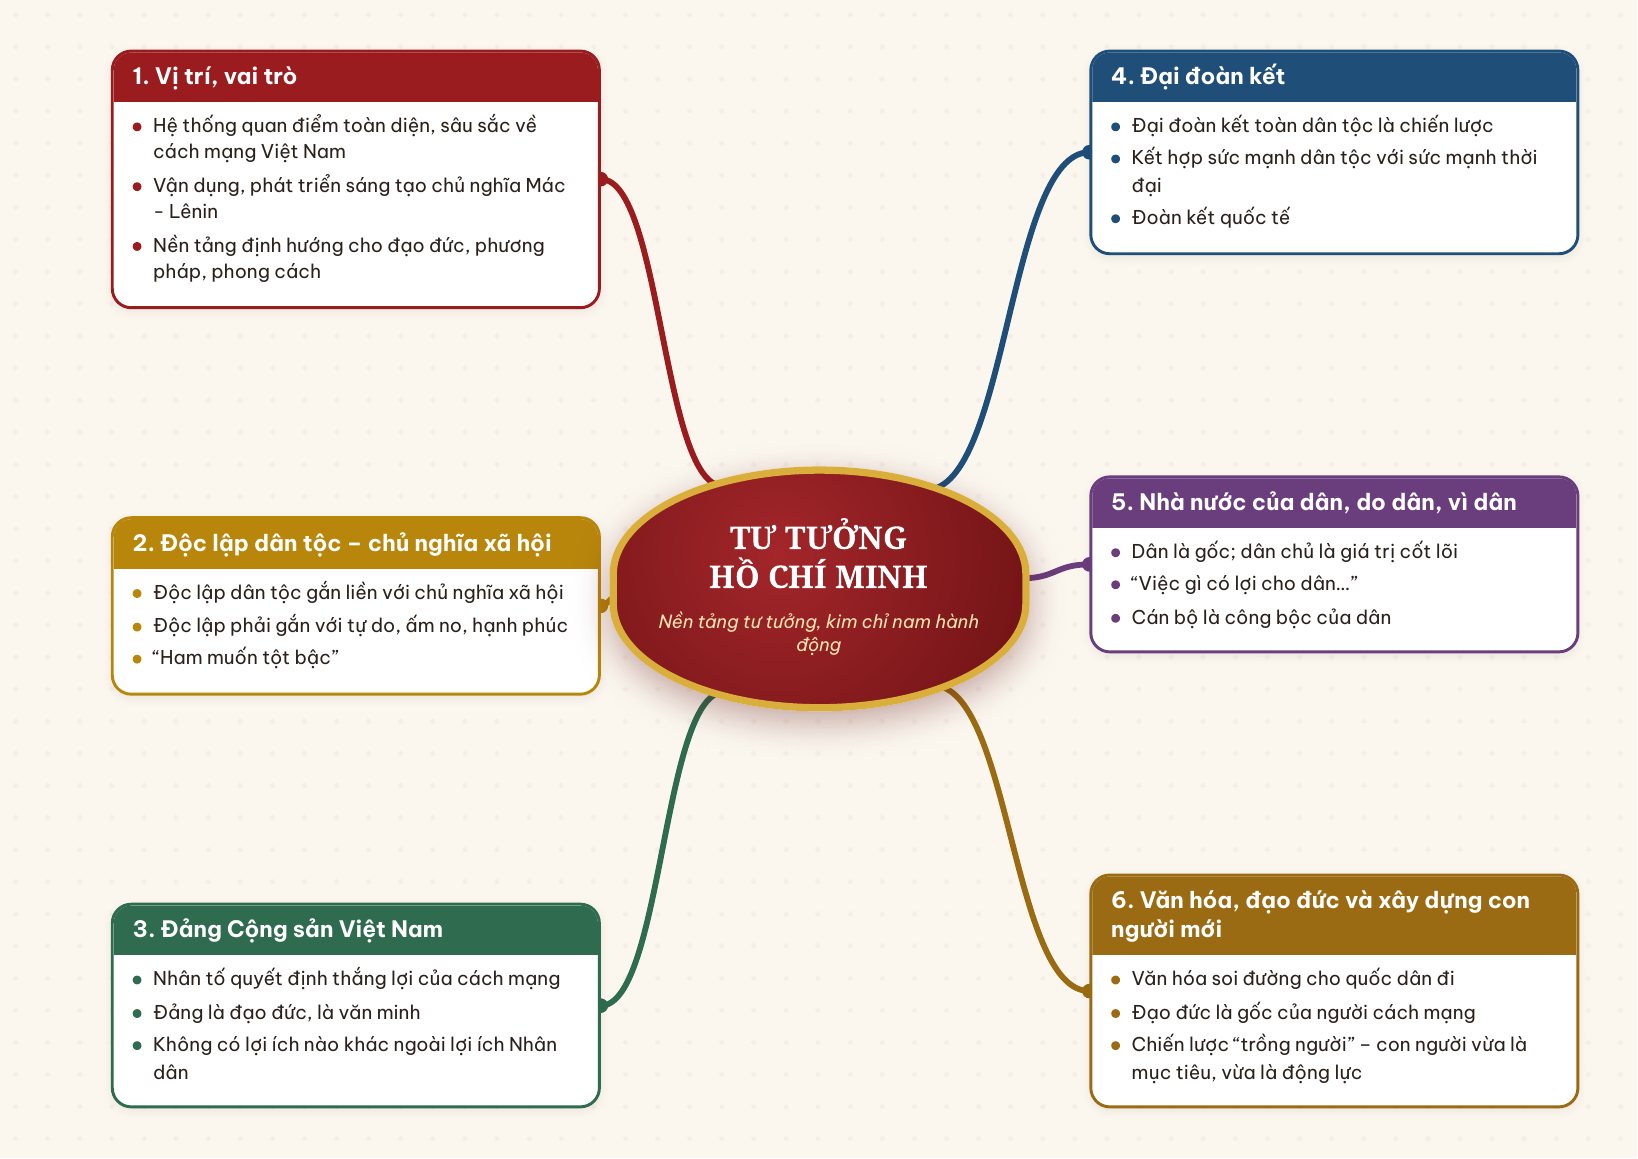 1. Vị trí, vai trò
Hệ thống quan điểm toàn diện, sâu sắc về
cách mạng Việt Nam
Vận dụng, phát triển sáng tạo chủ nghĩa Mác
- Lênin
Nền tảng định hướng cho đạo đức, phương
pháp, phong cách
2. Độc lập dân tộc – chủ nghĩa xã hội
Độc lập dân tộc gắn liền với chủ nghĩa xã hội
Độc lập phải gắn với tự do, ấm no, hạnh phúc
“Ham muốn tột bậc”
3. Đảng Cộng sản Việt Nam
Nhân tố quyết định thắng lợi của cách mạng
Đảng là đạo đức, là văn minh
Không có lợi ích nào khác ngoài lợi ích Nhân
dân
TƯ TƯỞNG
HỒ CHÍ MINH
Nền tảng tư tưởng, kim chỉ nam hành
động
4. Đại đoàn kết
Đại đoàn kết toàn dân tộc là chiến lược
Kết hợp sức mạnh dân tộc với sức mạnh thời
đại
Đoàn kết quốc tế
5. Nhà nước của dân, do dân, vì dân
Dân là gốc; dân chủ là giá trị cốt lõi
“Việc gì có lợi cho dân…”
Cán bộ là công bộc của dân
6. Văn hóa, đạo đức và xây dựng con
người mới
Văn hóa soi đường cho quốc dân đi
Đạo đức là gốc của người cách mạng
Chiến lược “trồng người” – con người vừa là
mục tiêu, vừa là động lực